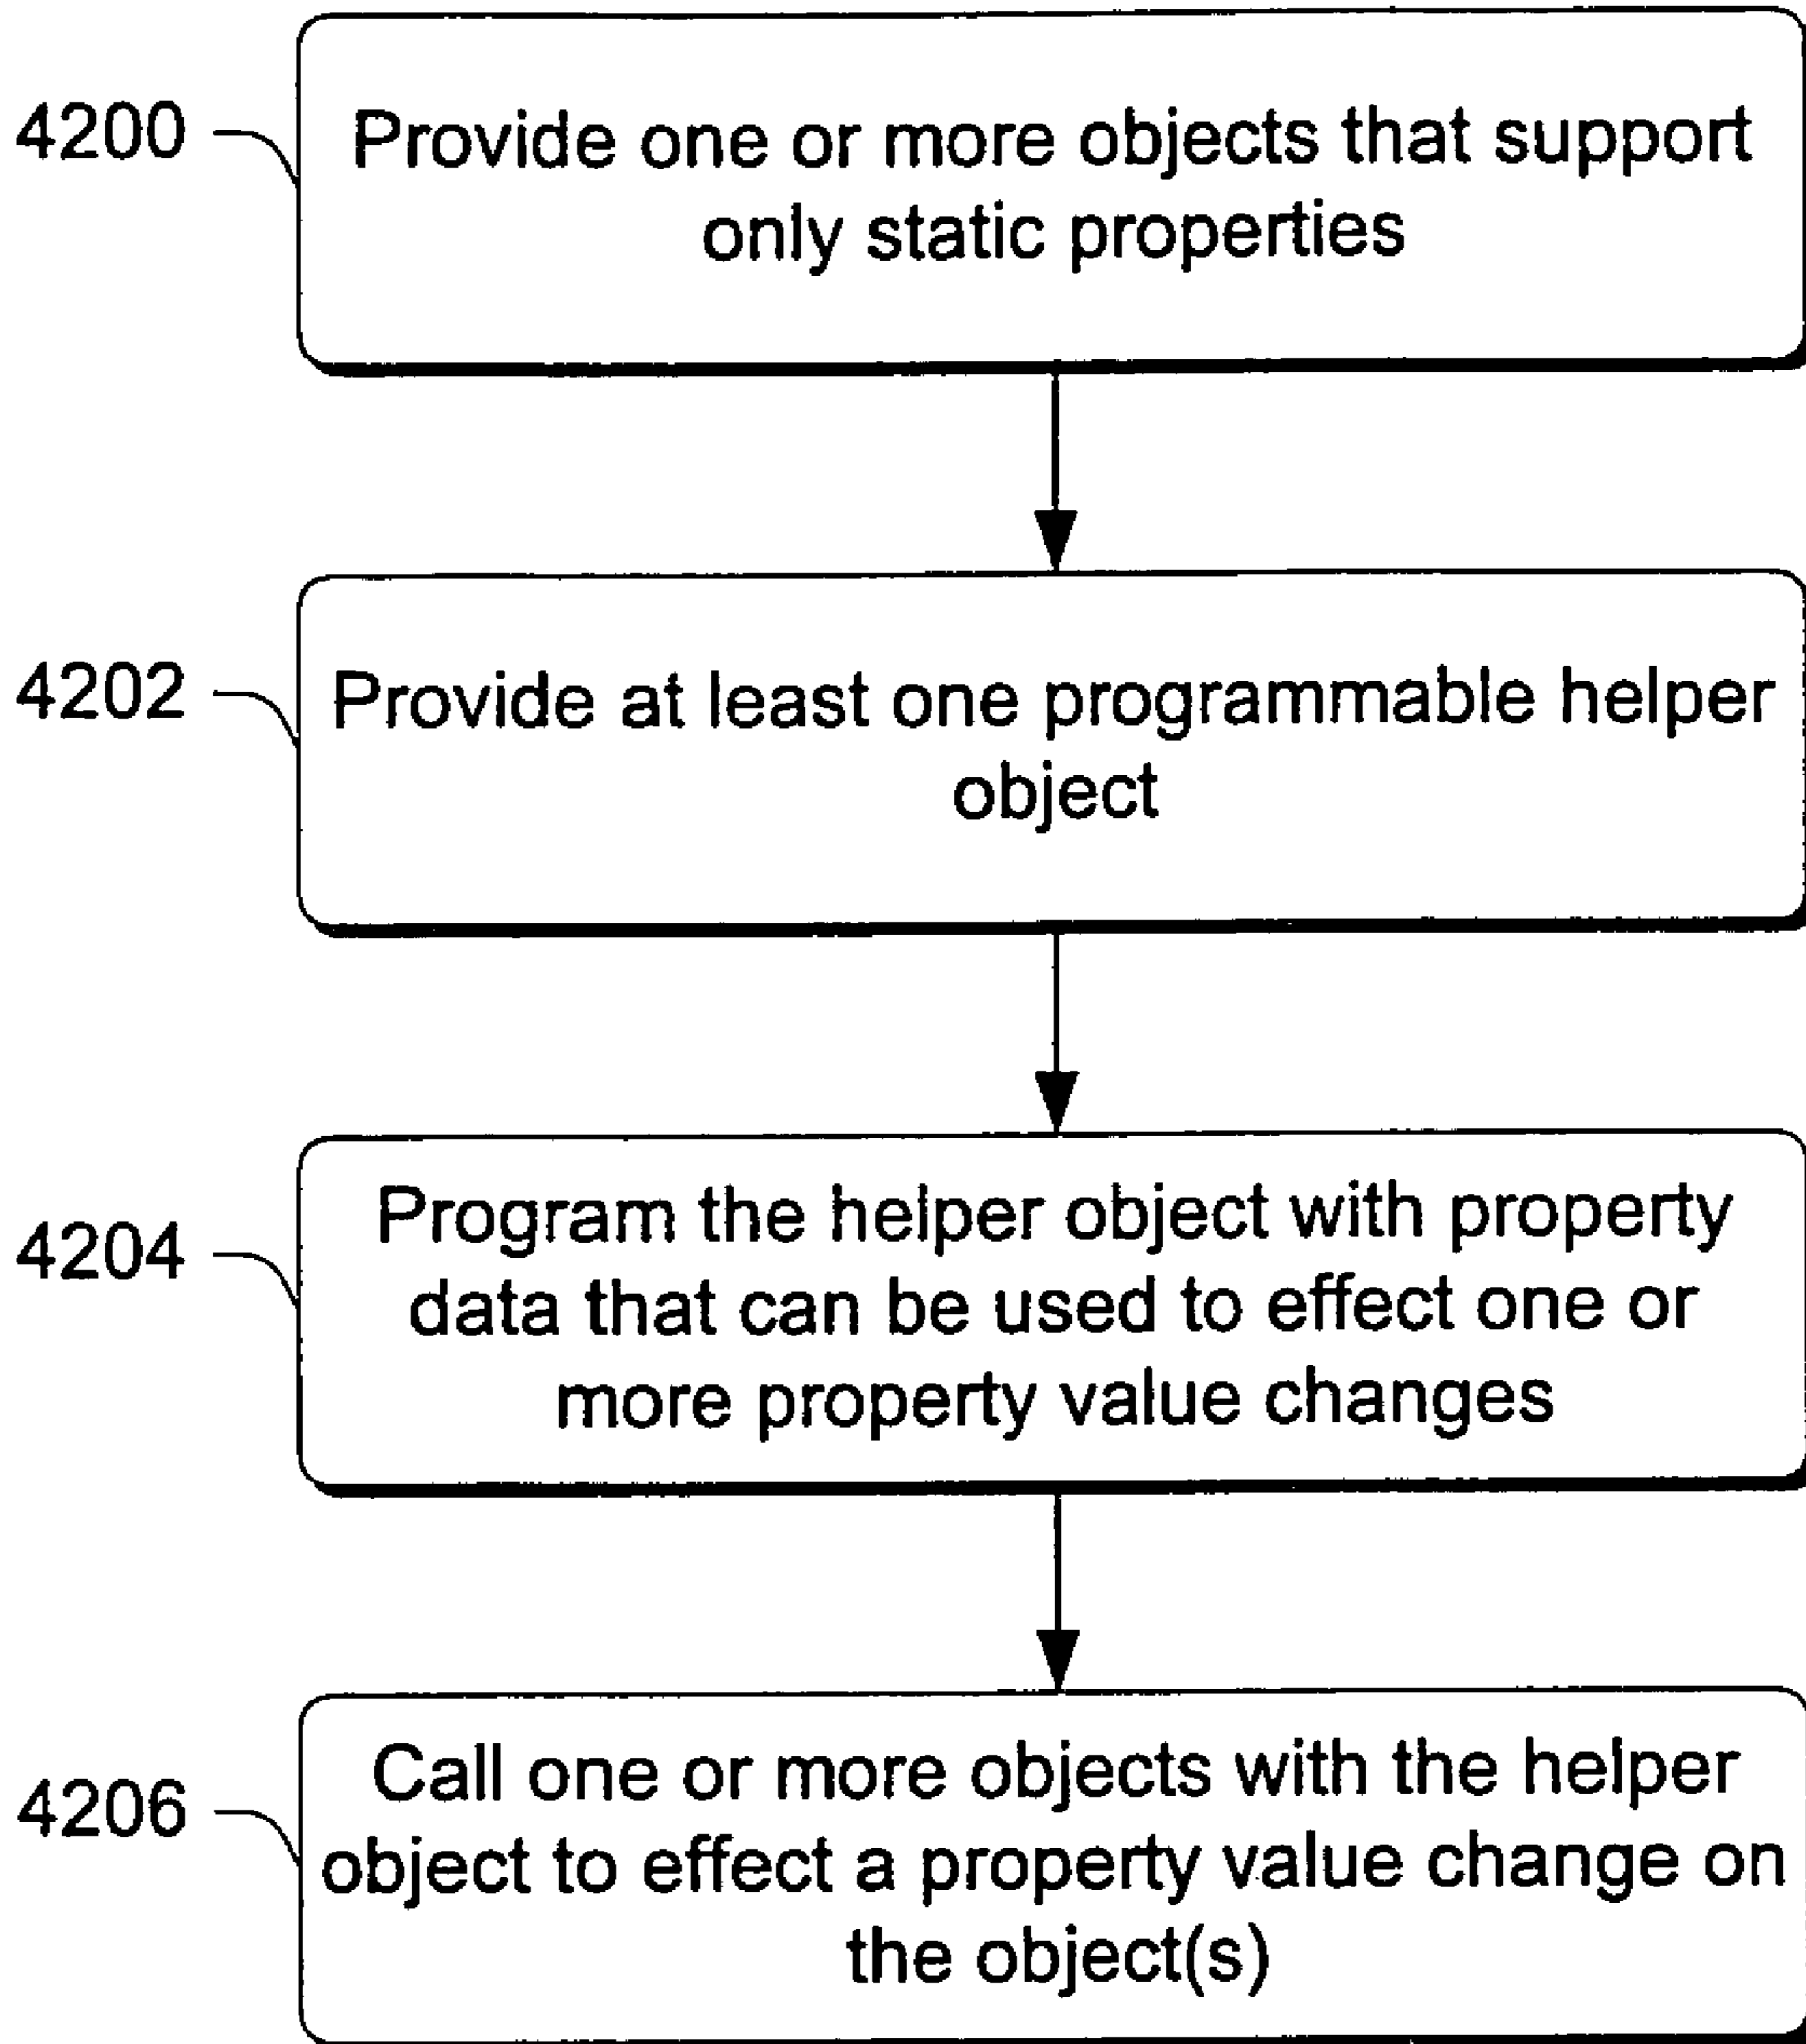 4200
Provide one or more objects that support
only static properties
4202
Provide at least one programmable helper
object
4204
Program the helper object with property
data that can be used to effect one or
more property value changes
4206
Call one or more objects with the helper
object to effect a property value change on
the object(s)